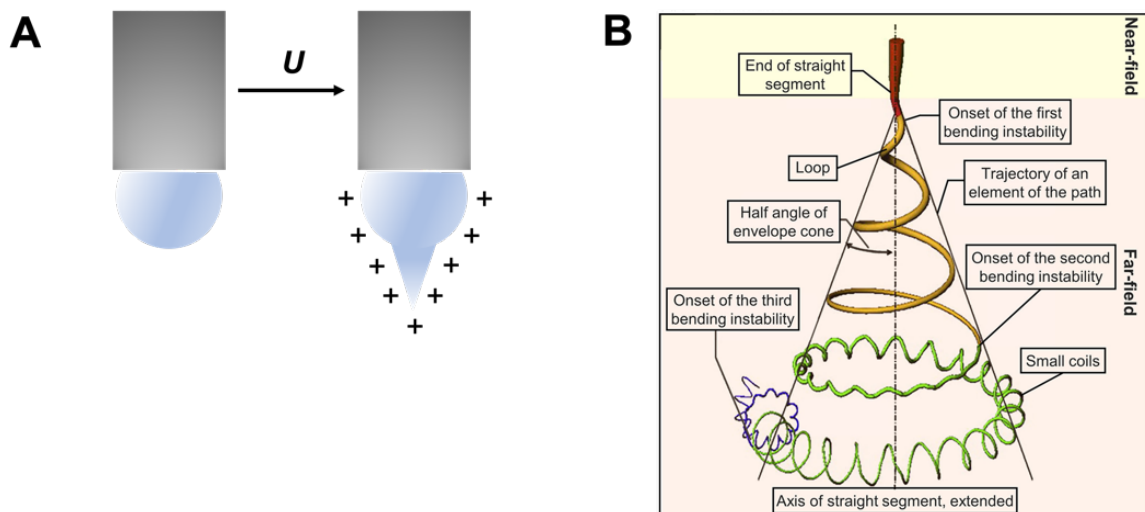 A
U
+ +
+ +
+ +
+
B
Near-field
End of straight
segment
Onset of the first
bending instability
Loop
Trajectory of an
element of the path
Half angle of
envelope cone
Far-field
Onset of the second
bending instability
Onset of the third
bending instability
Small coils
Axis of straight segment, extended